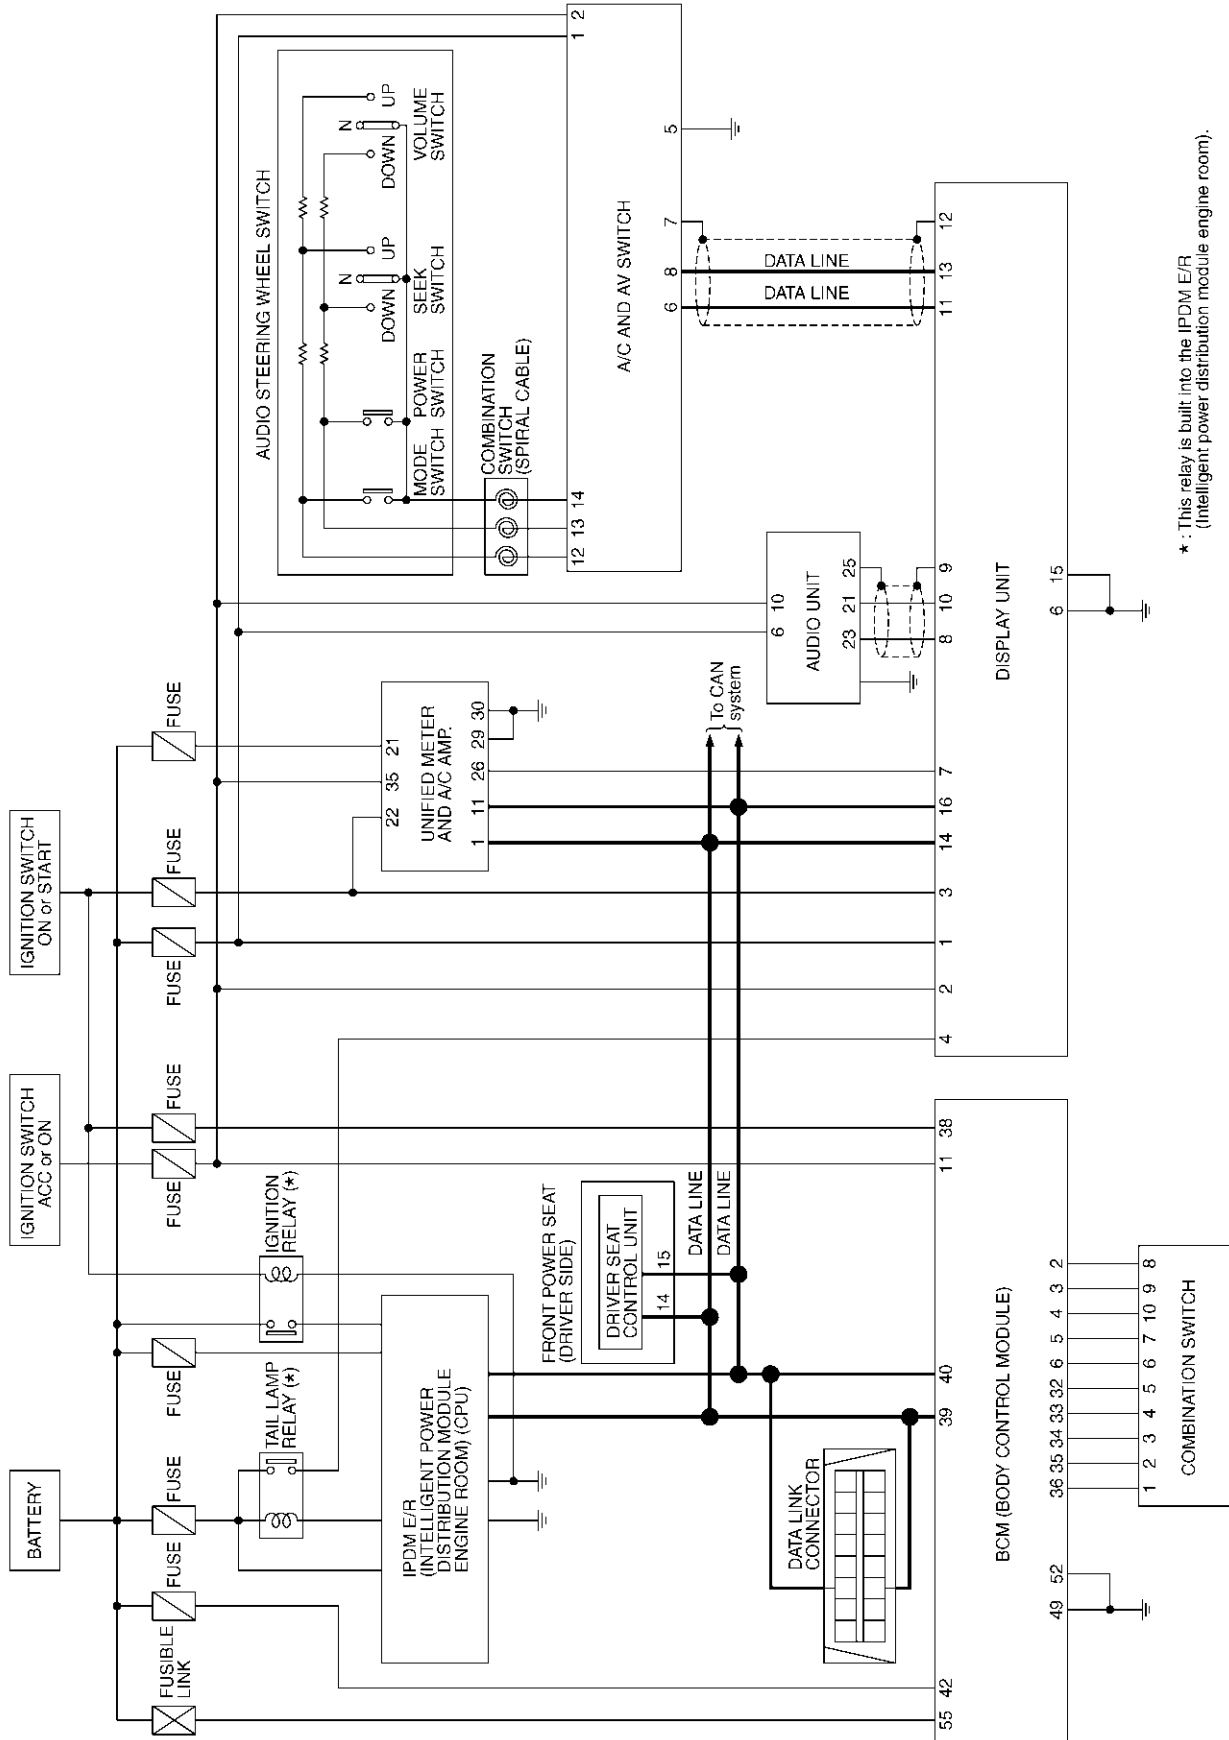 BATTERY
IGNITION SWITCH
ACC or ON
IGNITION SWITCH
ON or START
FUSIBLE
LINK
FUSE
FUSE
FUSE
FUSE
FUSE
FUSE
FUSE
FUSE
TAIL LAMP
RELAY (★)
IGNITION
RELAY (★)
IPDM E/R
(INTELLIGENT POWER
DISTRIBUTION MODULE
ENGINE ROOM) (CPU)
22 35 21
UNIFIED METER
AND A/C AMP.
1 11 26 29 30
AUDIO STEERING WHEEL SWITCH
MODE
SWITCH
POWER
SWITCH
DOWN
N
UP
SEEK
SWITCH
DOWN
N
UP
VOLUME
SWITCH
COMBINATION
SWITCH
(SPIRAL CABLE)
12 13 14 1 2
A/C AND AV SWITCH
6 8 7 5
DATA LINE
DATA LINE
FRONT POWER SEAT
(DRIVER SIDE)
DRIVER SEAT
CONTROL UNIT
14 15
DATA LINE
DATA LINE
To CAN
system
6 10
AUDIO UNIT
23 21 25
DATA LINK
CONNECTOR
55 42 39 40 11 38
BCM (BODY CONTROL MODULE)
49 52 36 35 34 33 32 6 5 4 3 2
1 2 3 4 5 6 7 10 9 8
COMBINATION SWITCH
4 2 1 3 14 16 7 8 10 9 11 13 12
DISPLAY UNIT
6 15
★ : This relay is built into the IPDM E/R
(Intelligent power distribution module engine room).